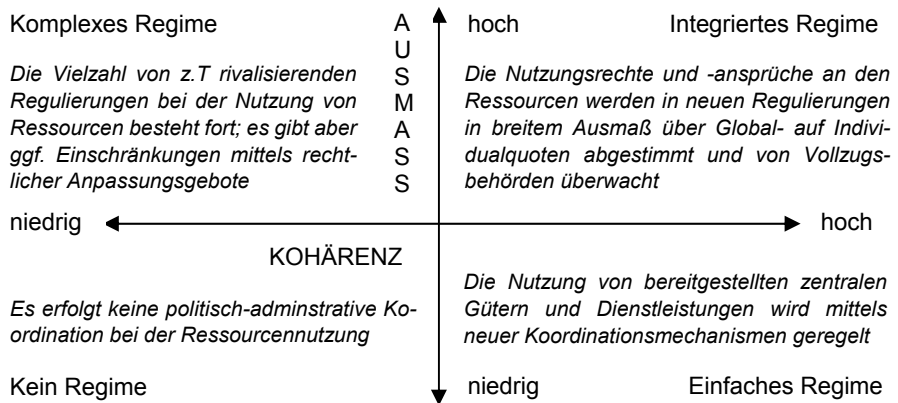 Komplexes Regime
Die Vielzahl von z.T rivalisierenden
Regulierungen bei der Nutzung von
Ressourcen besteht fort; es gibt aber
ggf. Einschränkungen mittels recht-
licher Anpassungsgebote
A
U
S
M
A
S
S
hoch
Integriertes Regime
Die Nutzungsrechte und -ansprüche an den
Ressourcen werden in neuen Regulierungen
in breitem Ausmaß über Global- auf Indivi-
dualquoten abgestimmt und von Vollzugs-
behörden überwacht
niedrig
hoch
KOHÄRENZ
Es erfolgt keine politisch-adminstrative Ko-
ordination bei der Ressourcennutzung
Kein Regime
Die Nutzung von bereitgestellten zentralen
Gütern und Dienstleistungen wird mittels
neuer Koordinationsmechanismen geregelt
niedrig
Einfaches Regime